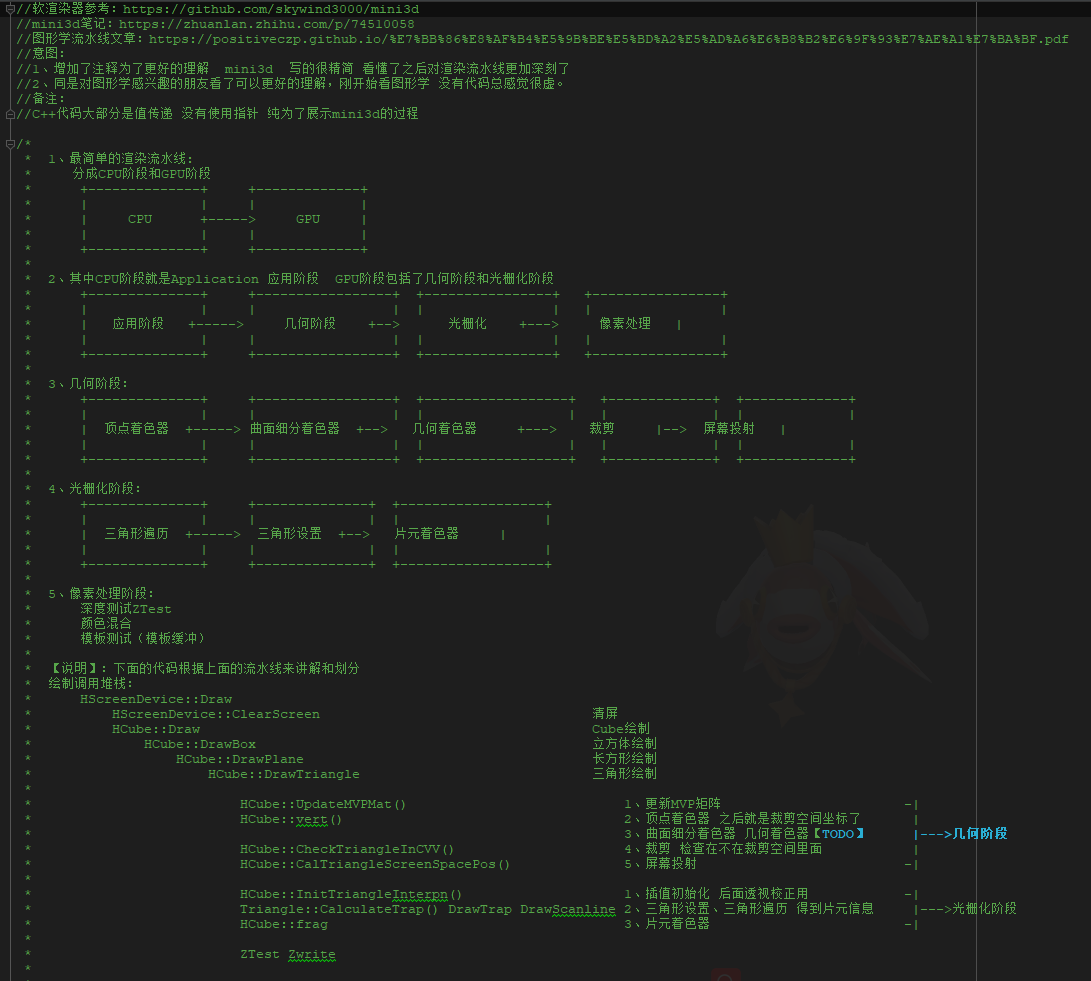 //软渲染器参考: https://github.com/skywind3000/mini3d
//mini3d笔记: https://zhuanlan.zhihu.com/p/74510058
//图形学流水线文章: https://positiveczp.github.io/%E7%BB%86%E8%AF%B4%E5%9B%BE%E5%BD%A2%E5%AD%A6%E6%B8%B2%E6%9F%93%E7%AE%A1%E7%BA%BF.pdf
//意图:
//1、增加了注释为了更好的理解  mini3d  写的很精简 看懂了之后对渲染流水线更加深刻了
//2、同是对图形学感兴趣的朋友看了可以更好的理解，刚开始看图形学 没有代码总感觉很虚。
//备注:
//C++代码大部分是值传递 没有使用指针 纯为了展示mini3d的过程
/*
*  1、最简单的渲染流水线:
*     分成CPU阶段和GPU阶段
*      +--------------+     +-------------+
*      |              |     |             |
*      |     CPU      +----->     GPU     |
*      |              |     |             |
*      +--------------+     +-------------+
*
*  2、其中CPU阶段就是Application 应用阶段  GPU阶段包括了几何阶段和光栅化阶段
*      +--------------+     +-----------------+  +----------------+   +----------------+
*      |              |     |                 |  |                |   |                |
*      |   应用阶段   +----->     几何阶段    +-->    光栅化    +--->     像素处理   |
*      |              |     |                 |  |                |   |                |
*      +--------------+     +-----------------+  +----------------+   +----------------+
*
*  3、几何阶段:
*      +--------------+     +-----------------+  +------------------+   +-------------+  +-------------+
*      |              |     |                 |  |                  |   |             |  |             |
*      |  顶点着色器  +-----> 曲面细分着色器  +-->   几何着色器     +--->    裁剪     |-->  屏幕投射   |
*      |              |     |                 |  |                  |   |             |  |             |
*      +--------------+     +-----------------+  +------------------+   +-------------+  +-------------+
*
*  4、光栅化阶段:
*      +--------------+     +--------------+  +------------------+
*      |              |     |              |  |                  |
*      |  三角形遍历  +----->  三角形设置  +-->   片元着色器     |
*      |              |     |              |  |                  |
*      +--------------+     +--------------+  +------------------+
*
*  5、像素处理阶段:
*      深度测试ZTest
*      颜色混合
*      模板测试（模板缓冲）
*
*  【说明】: 下面的代码根据上面的流水线来讲解和划分
*  绘制调用堆栈:
*      HScreenDevice::Draw
*          HScreenDevice::ClearScreen                                  清屏
*          HCube::Draw                                                 Cube绘制
*              HCube::DrawBox                                          立方体绘制
*                  HCube::DrawPlane                                    长方形绘制
*                      HCube::DrawTriangle                             三角形绘制
*
*                          HCube::UpdateMVPMat()                           1、更新MVP矩阵                       -|
*                          HCube::vert()                                   2、顶点着色器 之后就是裁剪空间坐标了       |
*                                                                          3、曲面细分着色器 几何着色器【TODO】      |--->几何阶段
*                          HCube::CheckTriangleInCVV()                     4、裁剪 检查在不在裁剪空间里面            |
*                          HCube::CalTriangleScreenSpacePos()              5、屏幕投射                          -|
*
*                          HCube::InitTriangleInterpn()                    1、插值初始化 后面透视校正用            -|
*                          Triangle::CalculateTrap() DrawTrap DrawScanline 2、三角形设置、三角形遍历 得到片元信息     |--->光栅化阶段
*                          HCube::frag                                     3、片元着色器                        -|
*
*                          ZTest Zwrite
*